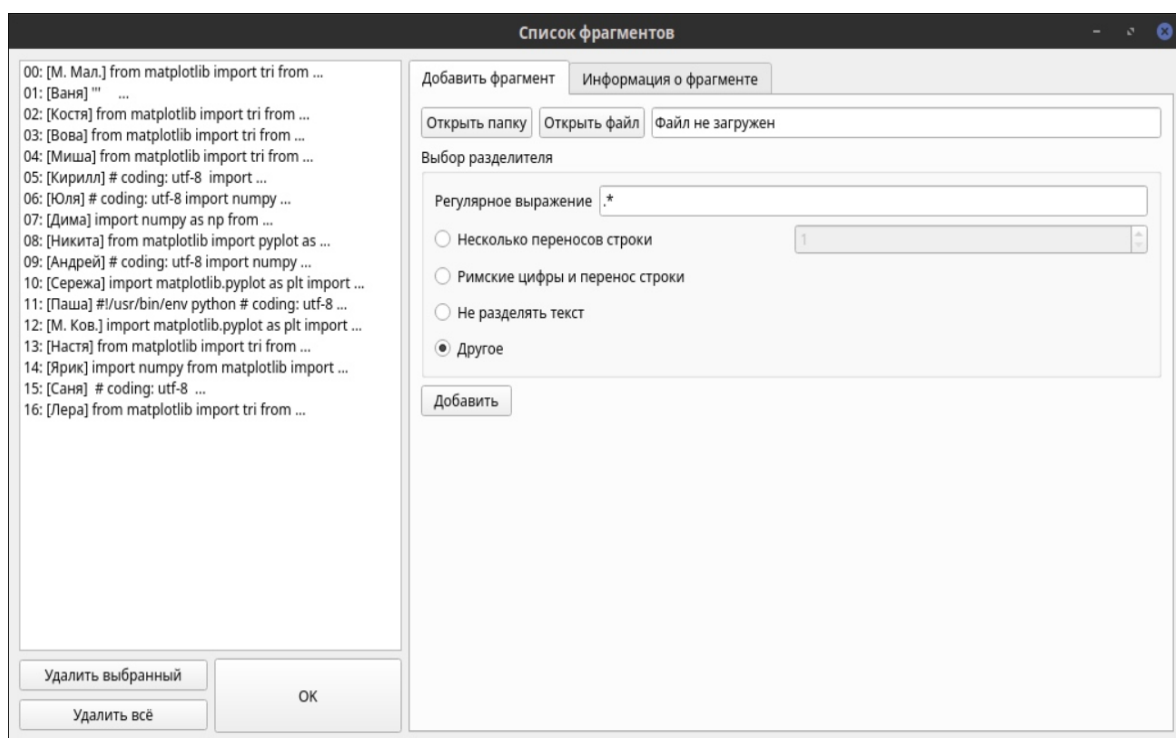 Список фрагментов
00: [М. Мал.] from matplotlib import tri from ...
01: [Ваня] ''' ...
02: [Костя] from matplotlib import tri from ...
03: [Вова] from matplotlib import tri from ...
04: [Миша] from matplotlib import tri from ...
05: [Кирилл] # coding: utf-8 import ...
06: [Юля] # coding: utf-8 import numpy ...
07: [Дима] import numpy as np from ...
08: [Никита] from matplotlib import pyplot as ...
09: [Андрей] # coding: utf-8 import numpy ...
10: [Сережа] import matplotlib.pyplot as plt import ...
11: [Паша] #!/usr/bin/env python # coding: utf-8 ...
12: [М. Ков.] import matplotlib.pyplot as plt import ...
13: [Настя] from matplotlib import tri from ...
14: [Ярик] import numpy from matplotlib import ...
15: [Саня] # coding: utf-8 ...
16: [Лера] from matplotlib import tri from ...
Удалить выбранный
Удалить всё
ОК
Добавить фрагмент Информация о фрагменте
Открыть папку Открыть файл Файл не загружен
Выбор разделителя
Регулярное выражение .*
Несколько переносов строки 1
Римские цифры и перенос строки
Не разделять текст
Другое
Добавить